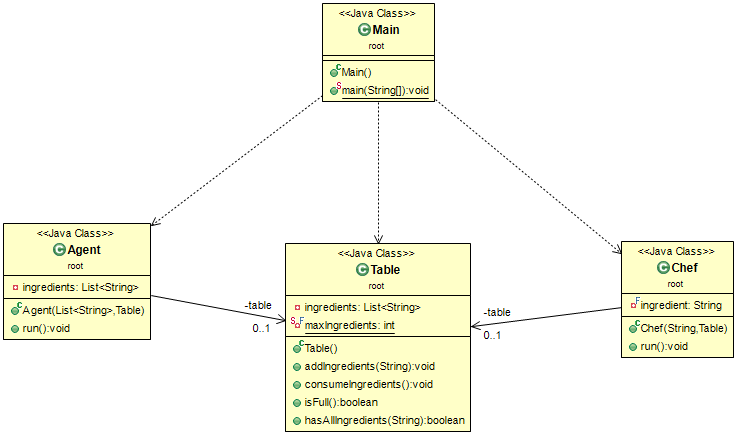 <<Java Class>>
Main
root
Main()
main(String[]):void
<<Java Class>>
Agent
root
ingredients: List<String>
Agent(List<String>,Table)
run():void
-table
0..1
<<Java Class>>
Table
root
ingredients: List<String>
maxIngredients: int
Table()
addIngredients(String):void
consumeIngredients():void
isFull():boolean
hasAllIngredients(String):boolean
-table
0..1
<<Java Class>>
Chef
root
ingredient: String
Chef(String,Table)
run():void